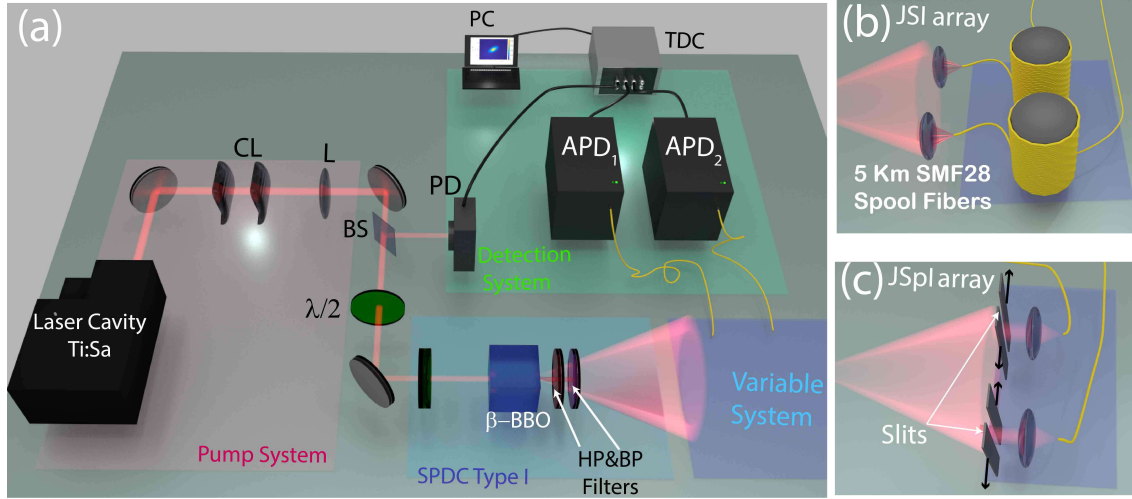 (a)
PC
TDC
CL
L
APD1
APD2
PD
BS
Detection
System
λ/2
Laser Cavity
Ti:Sa
β-BBO
Variable
System
HP&BP
Filters
Pump System
SPDC Type I
(b)
JSI array
5 Km SMF28
Spool Fibers
(c)
JSpI array
Slits